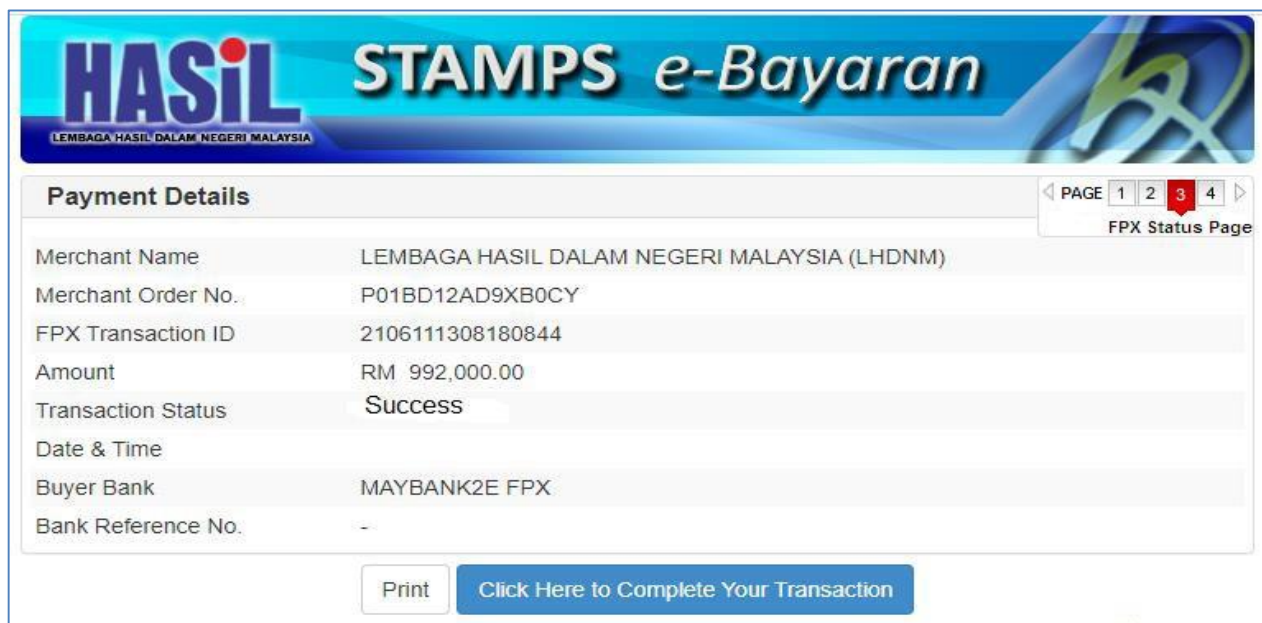 HASiL
LEMBAGA HASIL DALAM NEGERI MALAYSIA
STAMPS e-Bayaran
Payment Details
PAGE 1 2 3 4
FPX Status Page
Merchant Name LEMBAGA HASIL DALAM NEGERI MALAYSIA (LHDNM)
Merchant Order No. P01BD12AD9XB0CY
FPX Transaction ID 2106111308180844
Amount RM 992,000.00
Transaction Status Success
Date & Time
Buyer Bank MAYBANK2E FPX
Bank Reference No. -
Print Click Here to Complete Your Transaction